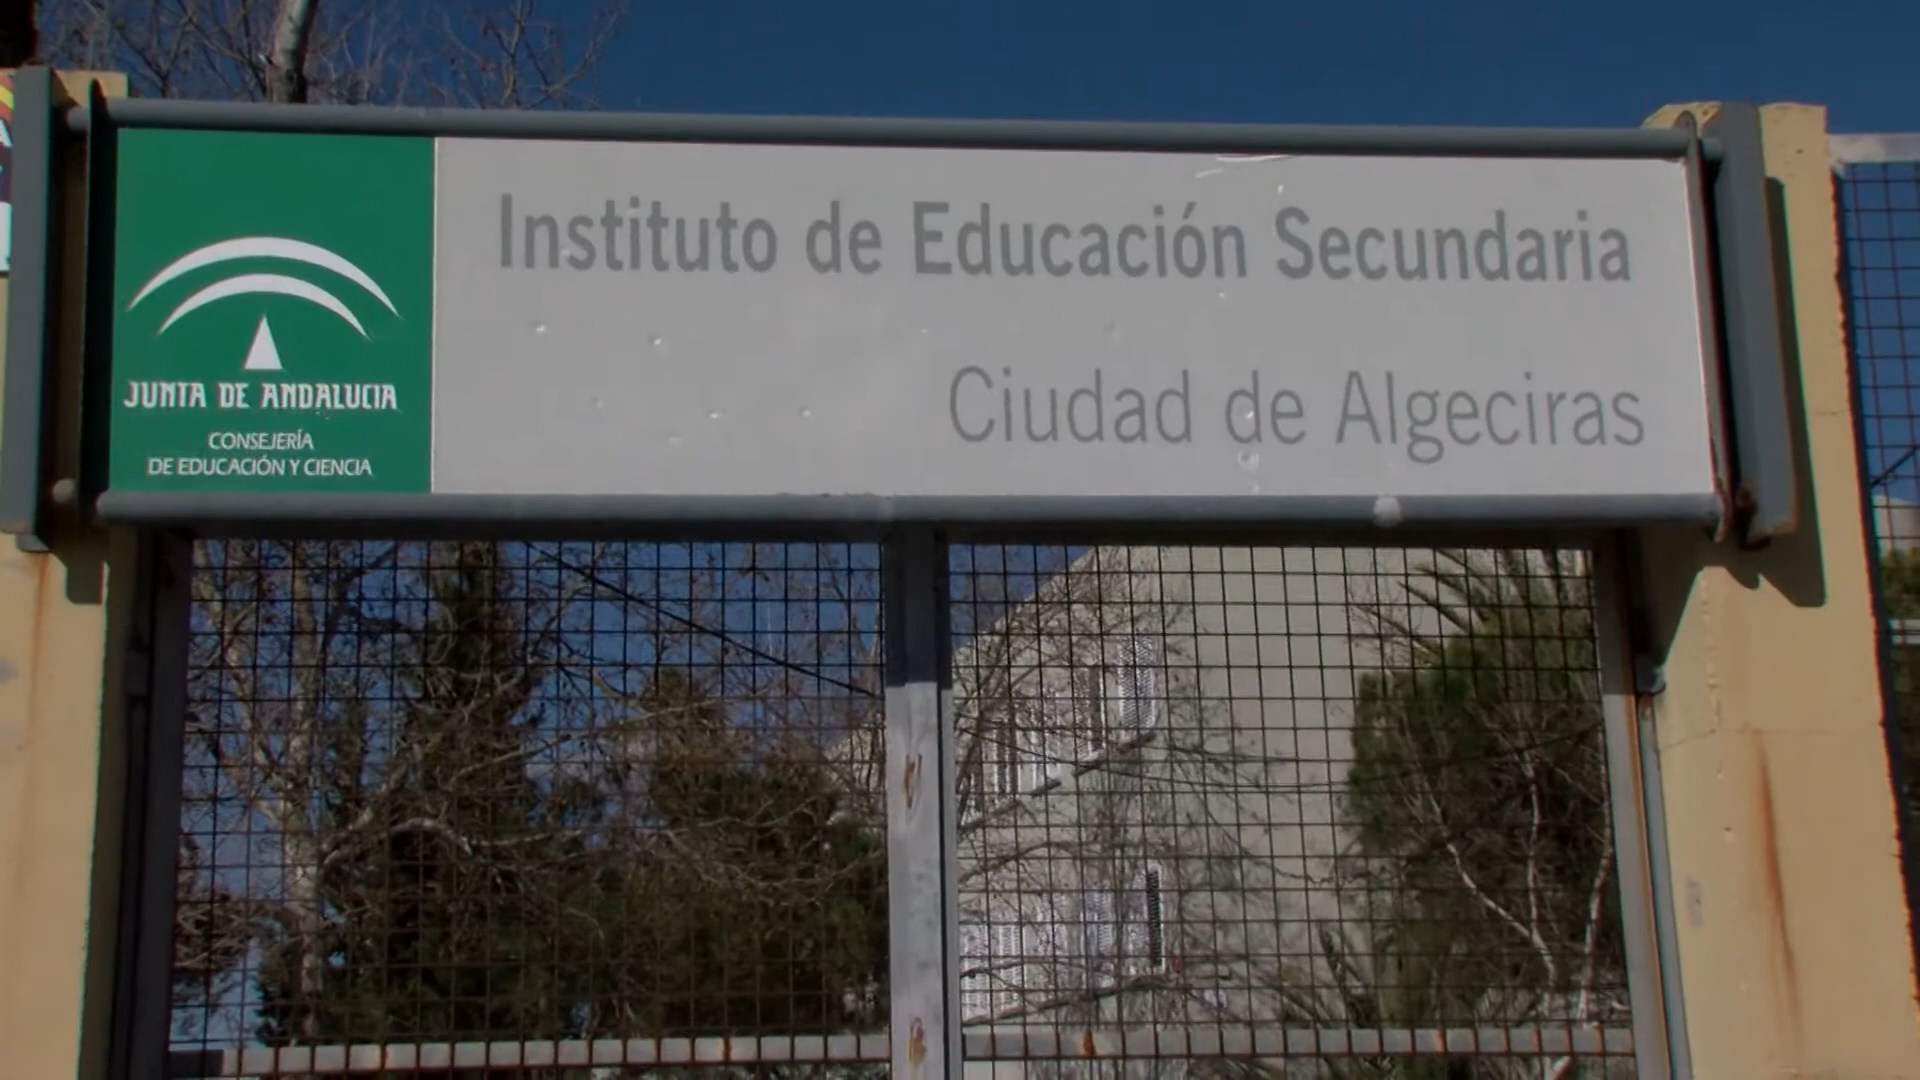 Instituto de Educación Secundaria
Ciudad de Algeciras
JUNTA DE ANDALUCIA
CONSEJERÍA
DE EDUCACIÓN Y CIENCIA